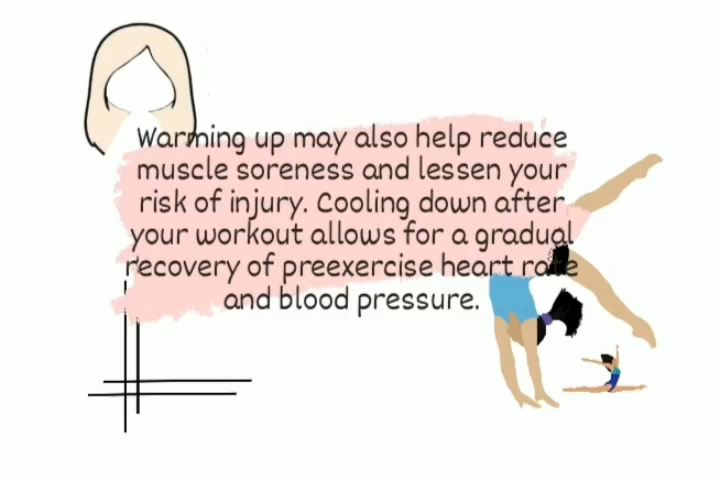 Warming up may also help reduce
muscle soreness and lessen your
risk of injury. Cooling down after
your workout allows for a gradual
recovery of preexercise heart rate
and blood pressure.